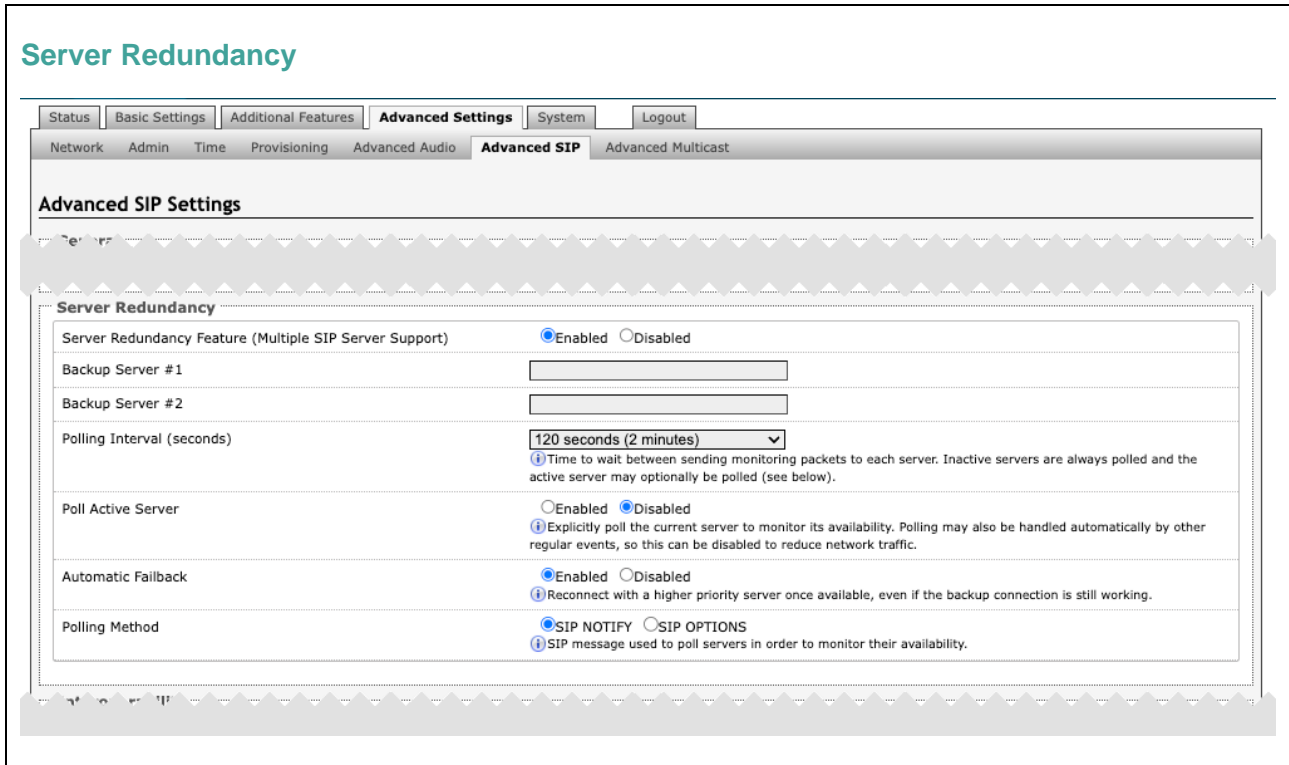 Server Redundancy
Status Basic Settings Additional Features Advanced Settings System Logout
Network Admin Time Provisioning Advanced Audio Advanced SIP Advanced Multicast
Advanced SIP Settings
Server Redundancy
Server Redundancy Feature (Multiple SIP Server Support) Enabled Disabled
Backup Server #1
Backup Server #2
Polling Interval (seconds) 120 seconds (2 minutes)
Time to wait between sending monitoring packets to each server. Inactive servers are always polled and the
active server may optionally be polled (see below).
Poll Active Server Enabled Disabled
Explicitly poll the current server to monitor its availability. Polling may also be handled automatically by other
regular events, so this can be disabled to reduce network traffic.
Automatic Failback Enabled Disabled
Reconnect with a higher priority server once available, even if the backup connection is still working.
Polling Method SIP NOTIFY SIP OPTIONS
SIP message used to poll servers in order to monitor their availability.